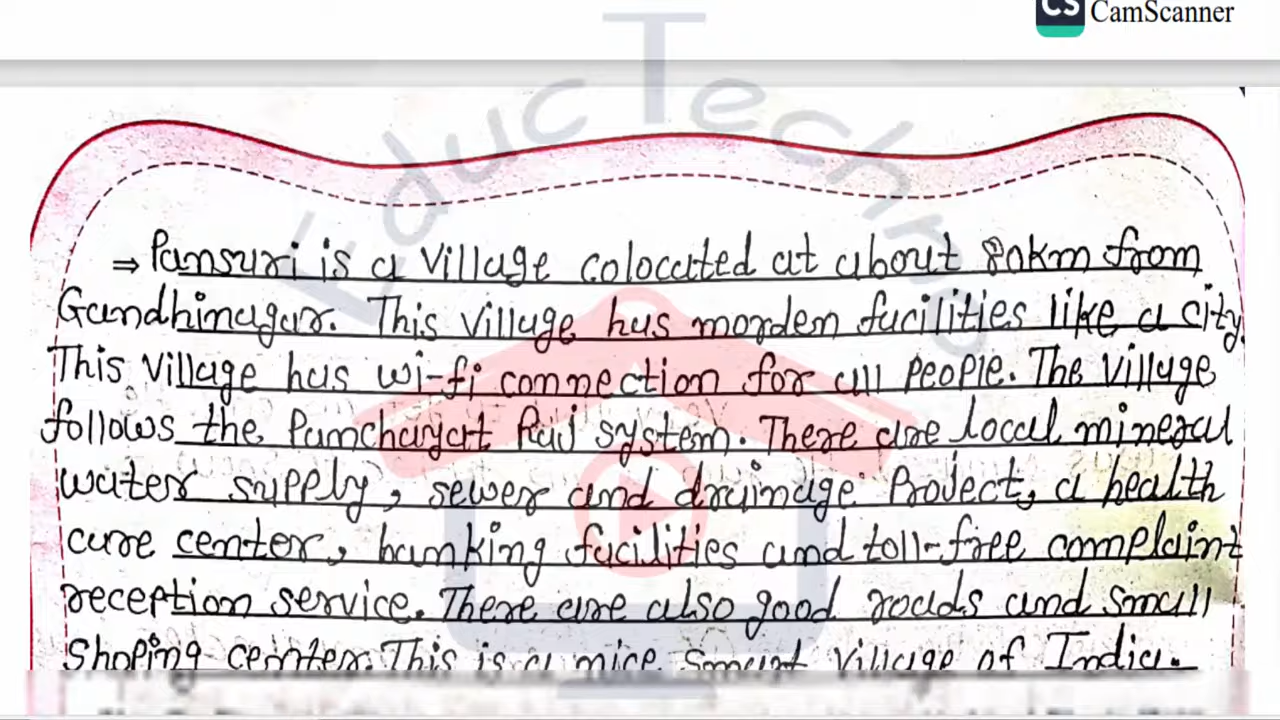 CS CamScanner
EducTechno
⇒ Pansuri is a village colocated at about 80km from
Gandhinagar. This village has morden facilities like a city.
This village has wi-fi connection for all people. The village
follows the Panchayat Raj system. There are local mineral
water supply, sewer and drainage Project, a health
care center, banking facilities and toll-free complaint
reception service. There are also good roads and small
Shoping center. This is a nice smart village of India.